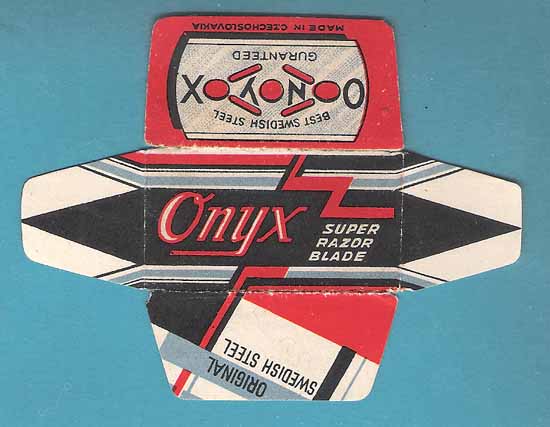 MADE IN CZECHOSLOVAKIA
GURANTEED
ONYX
BEST SWEDISH STEEL
Onyx
SUPER
RAZOR
BLADE
ORIGINAL
SWEDISH STEEL